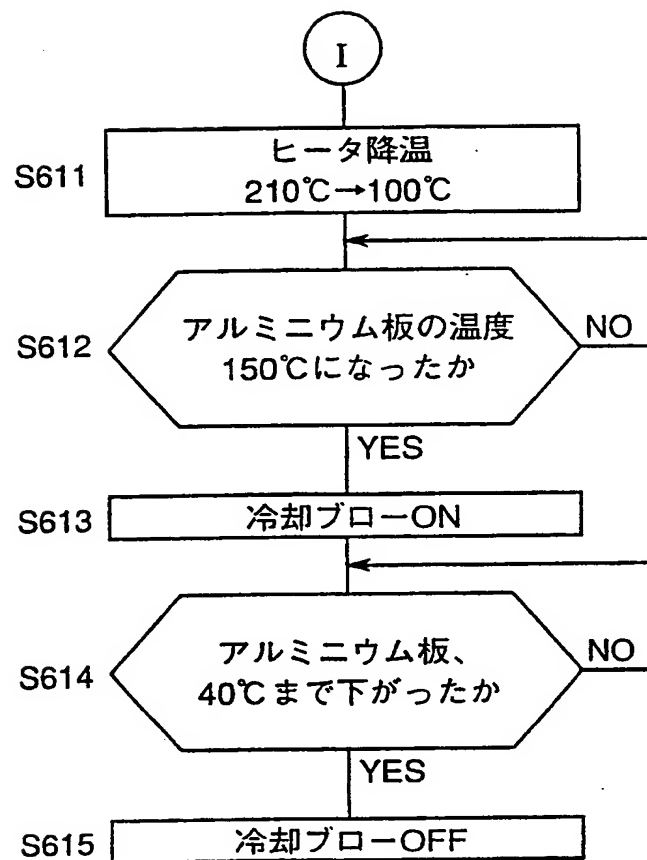 I
S611
ヒータ降温
210℃→100℃
S612
アルミニウム板の温度
150℃になったか
NO
YES
S613
冷却ブローON
S614
アルミニウム板、
40℃まで下がったか
NO
YES
S615
冷却ブローOFF